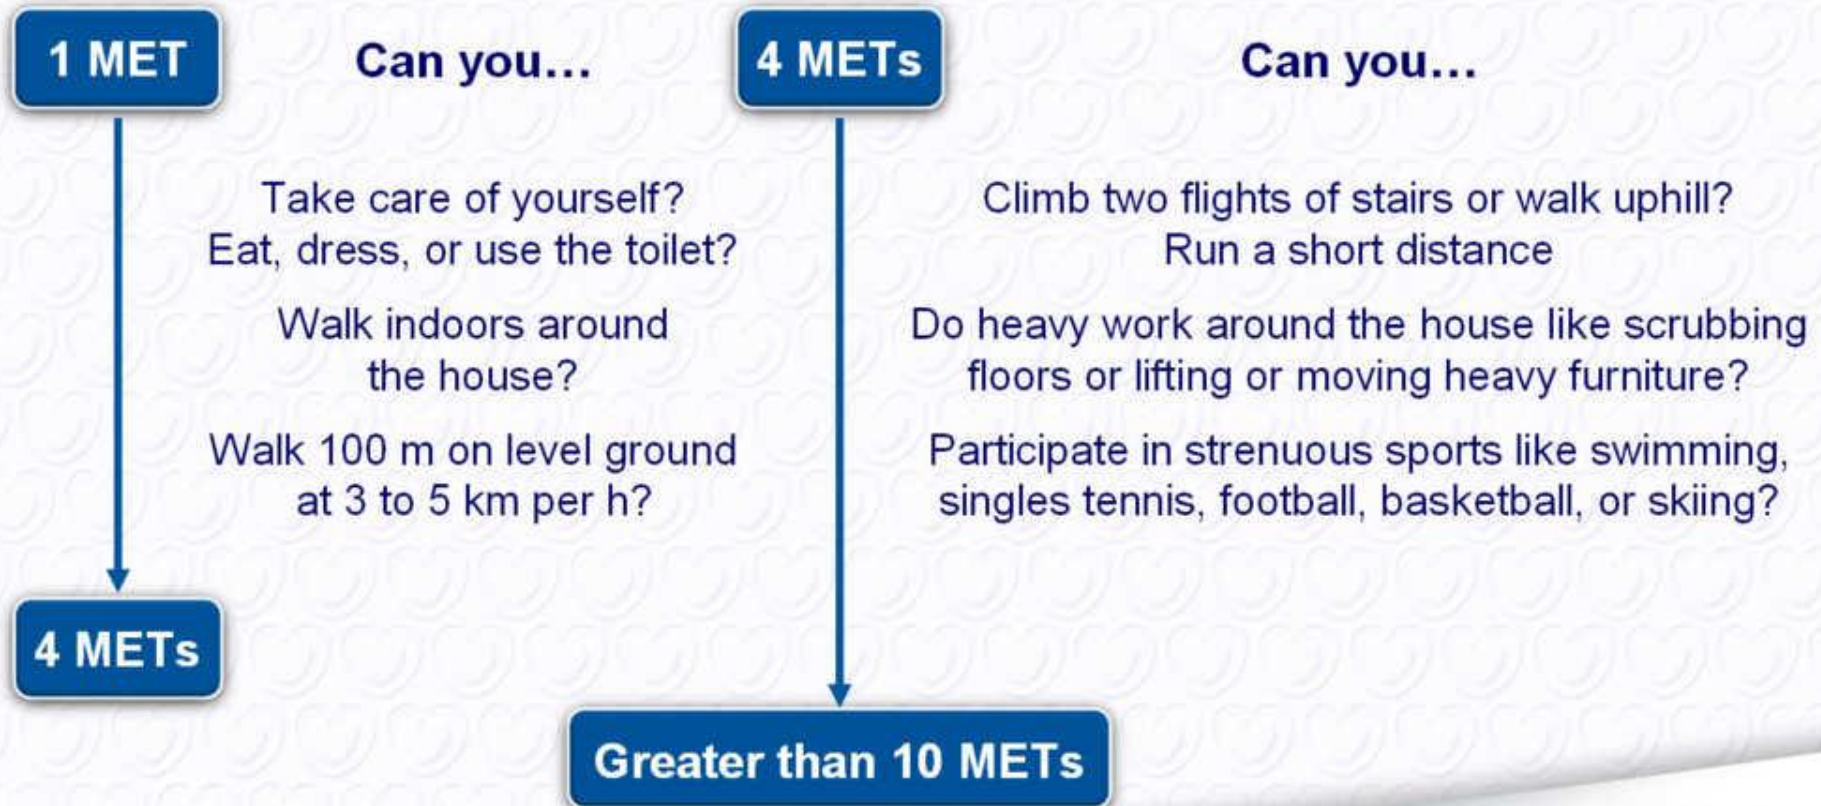 1 MET
Can you...
Take care of yourself?
Eat, dress, or use the toilet?
Walk indoors around
the house?
Walk 100 m on level ground
at 3 to 5 km per h?
4 METs
4 METs
Can you...
Climb two flights of stairs or walk uphill?
Run a short distance
Do heavy work around the house like scrubbing
floors or lifting or moving heavy furniture?
Participate in strenuous sports like swimming,
singles tennis, football, basketball, or skiing?
Greater than 10 METs